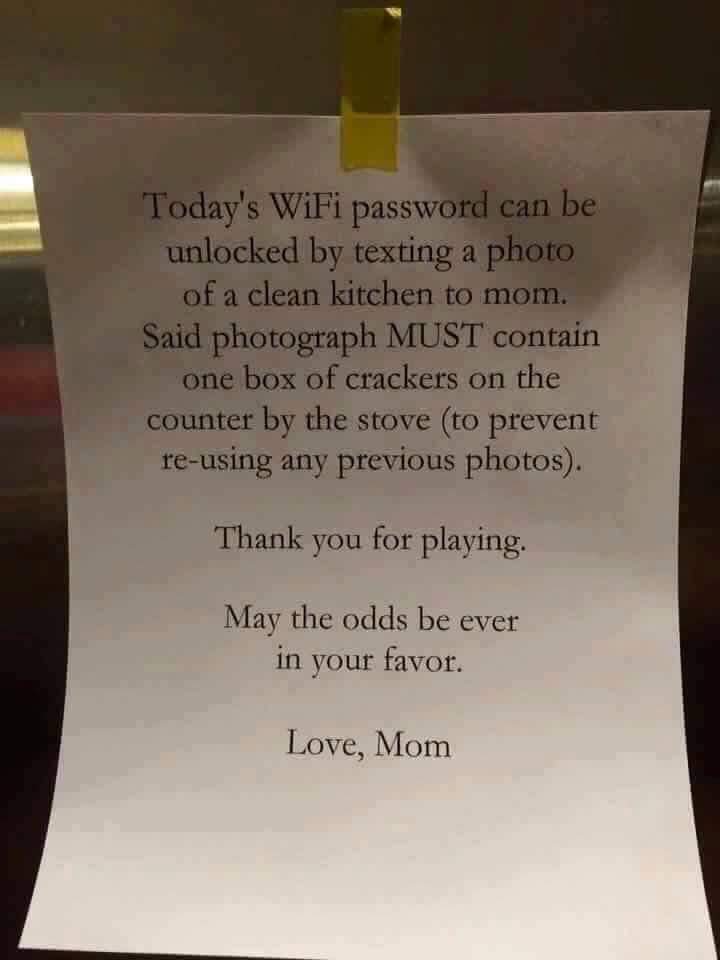 Today's WiFi password can be
unlocked by texting a photo
of a clean kitchen to mom.
Said photograph MUST contain
one box of crackers on the
counter by the stove (to prevent
re-using any previous photos).
Thank you for playing.
May the odds be ever
in your favor.
Love, Mom